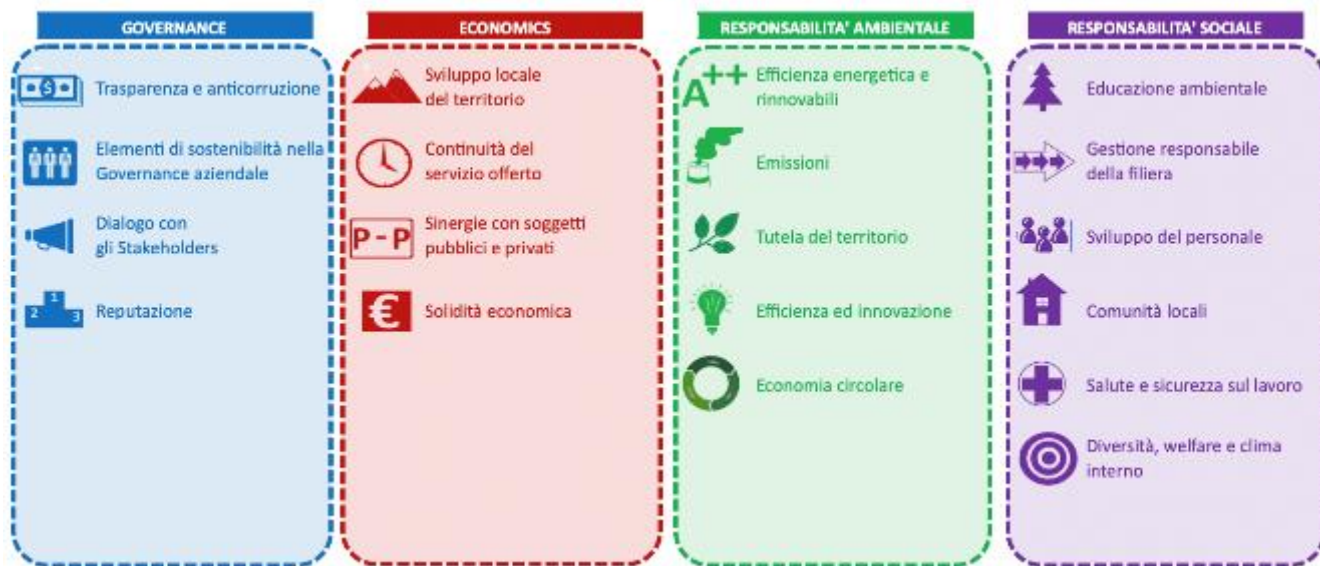 GOVERNANCE
Trasparenza e anticorruzione
Elementi di sostenibilità nella
Governance aziendale
Dialogo con
gli Stakeholders
1
2
3
Reputazione
ECONOMICS
Sviluppo locale
del territorio
Continuità del
servizio offerto
P-P
Sinergie con soggetti
pubblici e privati
€
Solidità economica
RESPONSABILITA' AMBIENTALE
A++
Efficienza energetica e
rinnovabili
Emissioni
Tutela del territorio
Efficienza ed innovazione
Economia circolare
RESPONSABILITA' SOCIALE
Educazione ambientale
Gestione responsabile
della filiera
Sviluppo del personale
Comunità locali
Salute e sicurezza sul lavoro
Diversità, welfare e clima
interno